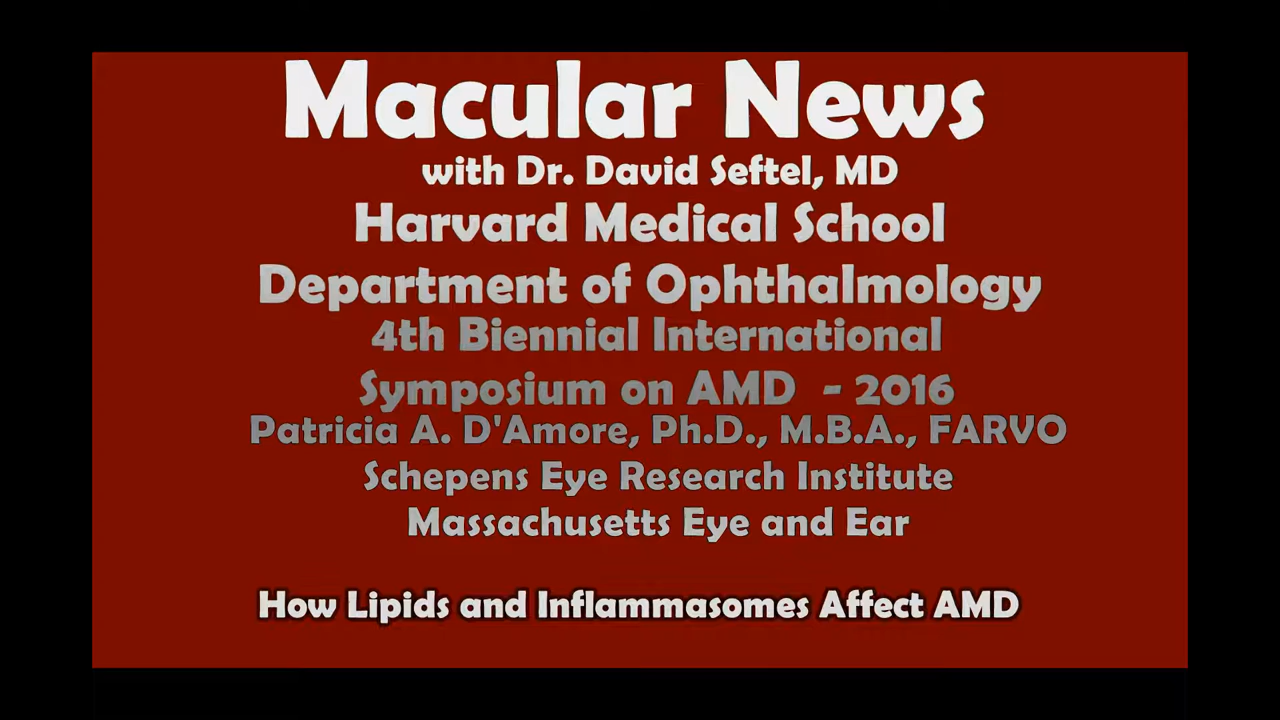 Macular News
with Dr. David Seftel, MD
Harvard Medical School
Department of Ophthalmology
4th Biennial International
Symposium on AMD - 2016
Patricia A. D'Amore, Ph.D., M.B.A., FARVO
Schepens Eye Research Institute
Massachusetts Eye and Ear
How Lipids and Inflammasomes Affect AMD